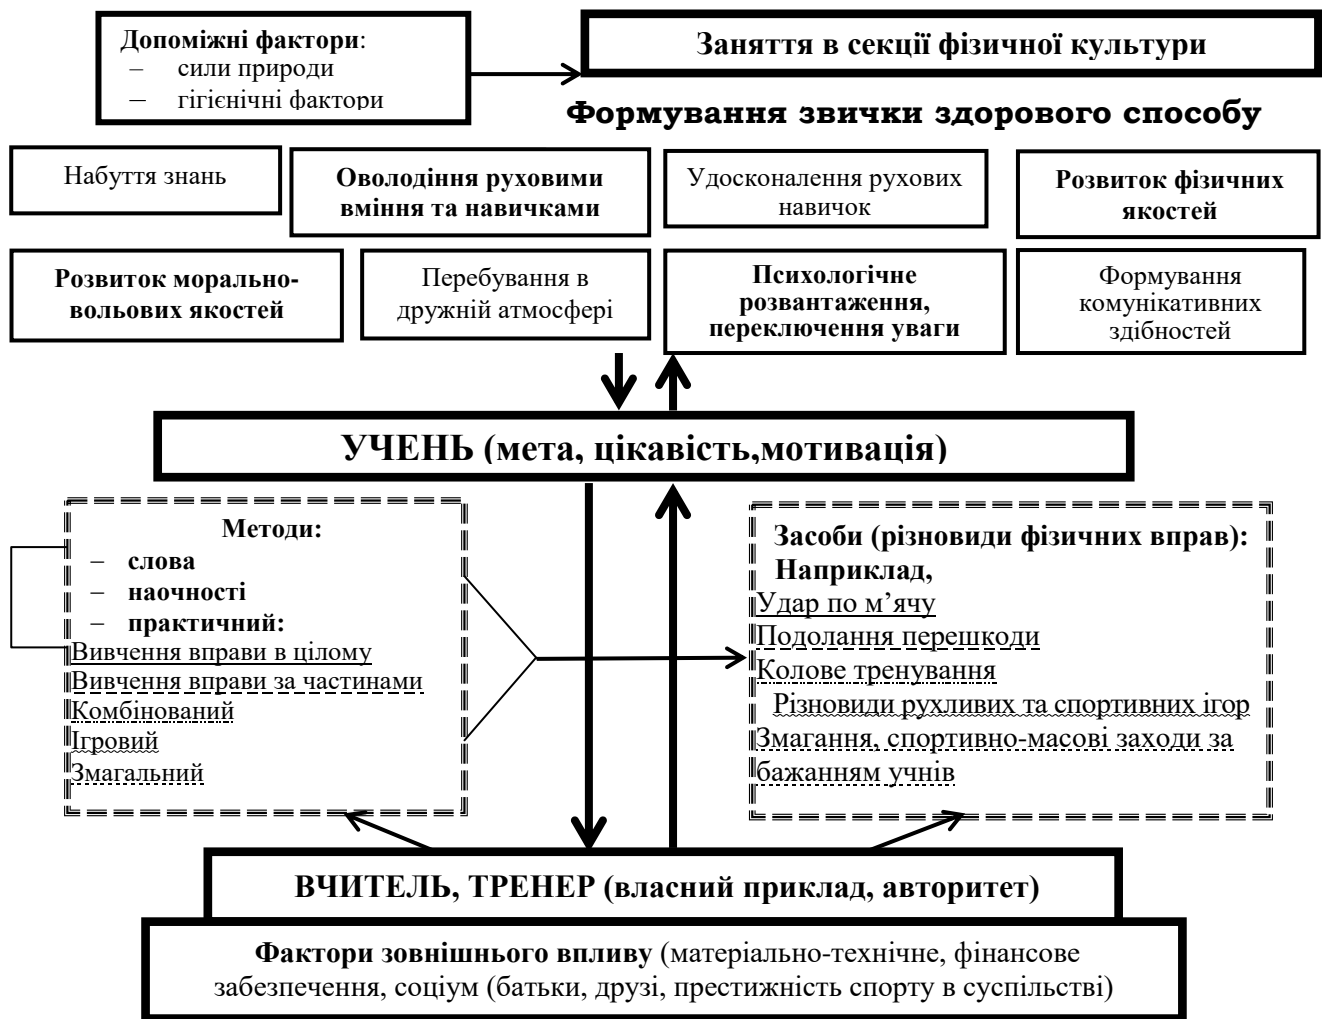 Допоміжні фактори:
– сили природи
– гігієнічні фактори
Заняття в секції фізичної культури
Формування звички здорового способу
Набуття знань
Оволодіння руховими
вміння та навичками
Удосконалення рухових
навичок
Розвиток фізичних
якостей
Розвиток морально-
вольових якостей
Перебування в
дружній атмосфері
Психологічне
розвантаження,
переключення уваги
Формування
комунікативних
здібностей
УЧЕНЬ (мета, цікавість,мотивація)
Методи:
– слова
– наочності
– практичний:
Вивчення вправи в цілому
Вивчення вправи за частинами
Комбінований
Ігровий
Змагальний
Засоби (різновиди фізичних вправ):
Наприклад,
Удар по м’ячу
Подолання перешкоди
Колове тренування
Різновиди рухливих та спортивних ігор
Змагання, спортивно-масові заходи за
бажанням учнів
ВЧИТЕЛЬ, ТРЕНЕР (власний приклад, авторитет)
Фактори зовнішнього впливу (матеріально-технічне, фінансове
забезпечення, соціум (батьки, друзі, престижність спорту в суспільстві)